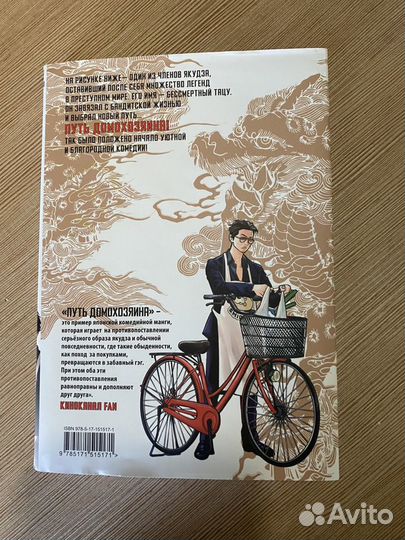 НА РИСУНКЕ НИЖЕ – ОДИН ИЗ ЧЛЕНОВ ЯКУДЗА,
ОСТАВИВШИЙ ПОСЛЕ СЕБЯ МНОЖЕСТВО ЛЕГЕНД
В ПРЕСТУПНОМ МИРЕ. ЕГО ИМЯ – БЕССМЕРТНЫЙ ТАЦУ.
ОН ЗАВЯЗАЛ С БАНДИТСКОЙ ЖИЗНЬЮ
И ВЫБРАЛ НОВЫЙ ПУТЬ...
ПУТЬ ДОМОХОЗЯИНА!
ТАК БЫЛО ПОЛОЖЕНО НАЧАЛО УЮТНОЙ
И БЛАГОРОДНОЙ КОМЕДИИ!
«ПУТЬ ДОМОХОЗЯИНА» –
это пример японской комедийной манги,
которая играет на противопоставлении
серьёзного образа якудза и обычной
повседневности, где такие обыденности,
как поход за покупками,
превращаются в забавный гэг.
При этом оба эти
противопоставления
равноправны и дополняют
друг друга».
КИНОКАНАЛ FAN
ISBN 978-5-17-151517-1
9 785171 515171 >
Avito